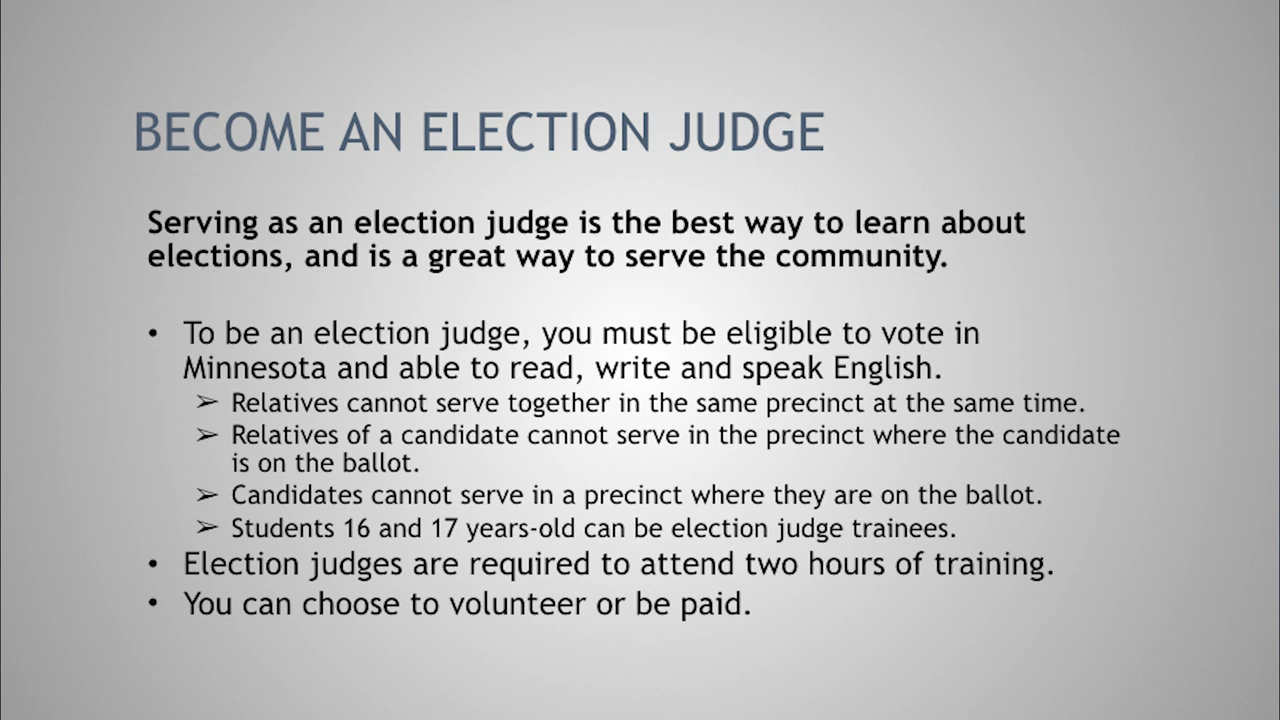 BECOME AN ELECTION JUDGE
Serving as an election judge is the best way to learn about
elections, and is a great way to serve the community.
• To be an election judge, you must be eligible to vote in
Minnesota and able to read, write and speak English.
➢ Relatives cannot serve together in the same precinct at the same time.
➢ Relatives of a candidate cannot serve in the precinct where the candidate
is on the ballot.
➢ Candidates cannot serve in a precinct where they are on the ballot.
➢ Students 16 and 17 years-old can be election judge trainees.
• Election judges are required to attend two hours of training.
• You can choose to volunteer or be paid.